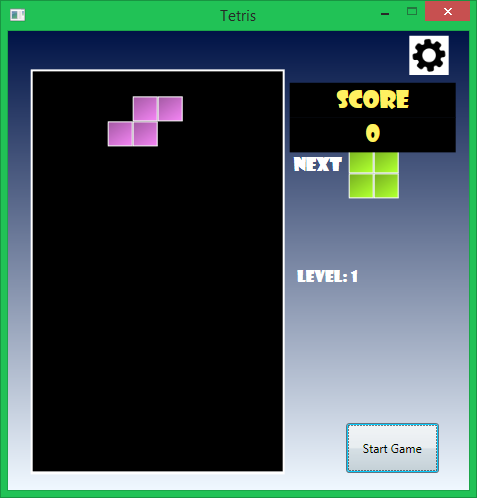 Tetris
SCORE
0
NEXT
LEVEL: 1
Start Game